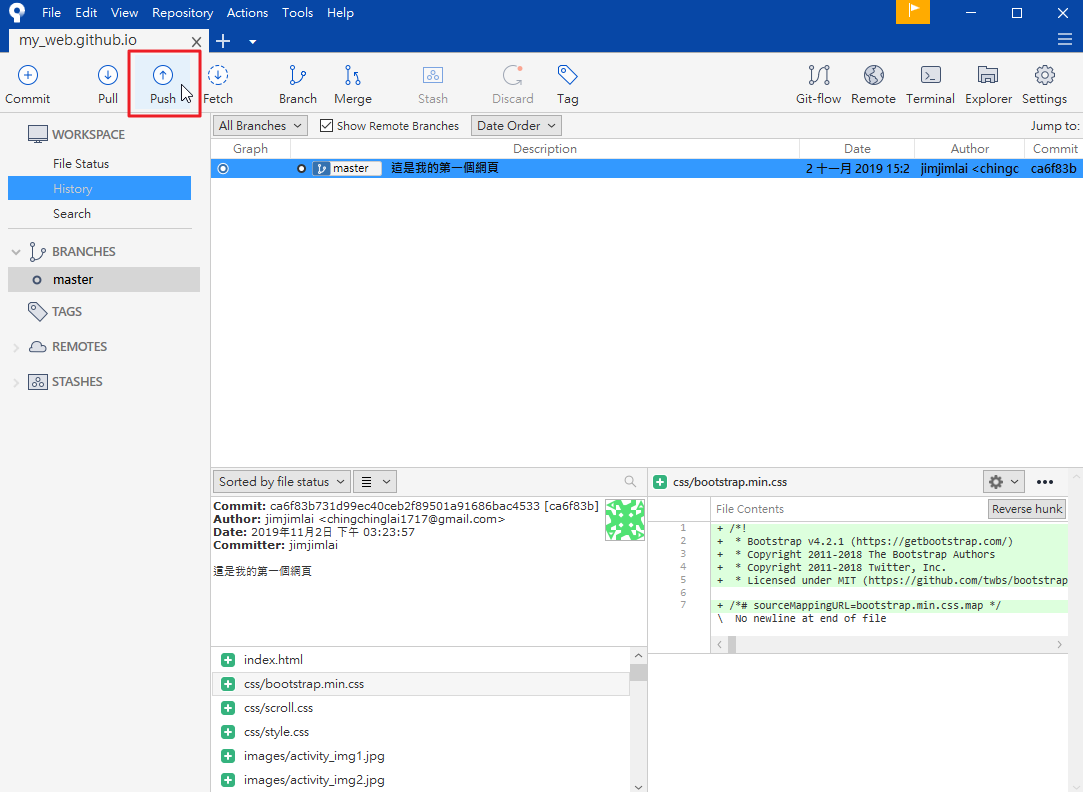 File Edit View Repository Actions Tools Help
my_web.github.io
Commit Pull Push Fetch Branch Merge Stash Discard Tag Git-flow Remote Terminal Explorer Settings
WORKSPACE
File Status
History
Search
BRANCHES
master
TAGS
REMOTES
STASHES
All Branches Show Remote Branches Date Order Jump to:
Graph Description Date Author Commit
master 這是我的第一個網頁 2 十一月 2019 15:2 jimjimlai <chingc ca6f83b
Sorted by file status
Commit: ca6f83b731d99ec40ceb2f89501a91686bac4533 [ca6f83b]
Author: jimjimlai <chingchinglai1717@gmail.com>
Date: 2019年11月2日 下午 03:23:57
Committer: jimjimlai
這是我的第一個網頁
index.html
css/bootstrap.min.css
css/scroll.css
css/style.css
images/activity_img1.jpg
images/activity_img2.jpg
css/bootstrap.min.css
File Contents Reverse hunk
1 + /*!
2 + * Bootstrap v4.2.1 (https://getbootstrap.com/)
3 + * Copyright 2011-2018 The Bootstrap Authors
4 + * Copyright 2011-2018 Twitter, Inc.
5 + * Licensed under MIT (https://github.com/twbs/bootstrap
6
7 + /*# sourceMappingURL=bootstrap.min.css.map */
\ No newline at end of file